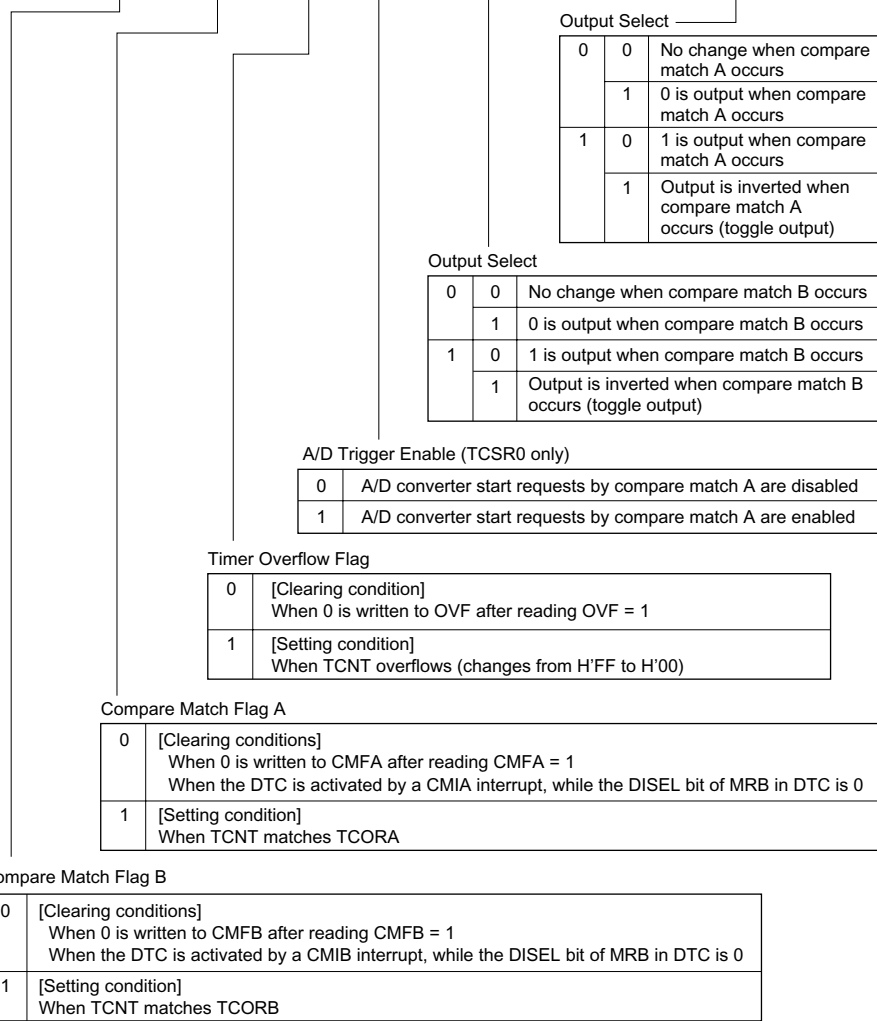 Output Select
0 0 No change when compare
match A occurs
1 0 is output when compare
match A occurs
1 0 1 is output when compare
match A occurs
1 Output is inverted when
compare match A
occurs (toggle output)
Output Select
0 0 No change when compare match B occurs
1 0 is output when compare match B occurs
1 0 1 is output when compare match B occurs
1 Output is inverted when compare match B
occurs (toggle output)
A/D Trigger Enable (TCSR0 only)
0 A/D converter start requests by compare match A are disabled
1 A/D converter start requests by compare match A are enabled
Timer Overflow Flag
0 [Clearing condition]
When 0 is written to OVF after reading OVF = 1
1 [Setting condition]
When TCNT overflows (changes from H'FF to H'00)
Compare Match Flag A
0 [Clearing conditions]
When 0 is written to CMFA after reading CMFA = 1
When the DTC is activated by a CMIA interrupt, while the DISEL bit of MRB in DTC is 0
1 [Setting condition]
When TCNT matches TCORA
ompare Match Flag B
0 [Clearing conditions]
When 0 is written to CMFB after reading CMFB = 1
When the DTC is activated by a CMIB interrupt, while the DISEL bit of MRB in DTC is 0
1 [Setting condition]
When TCNT matches TCORB